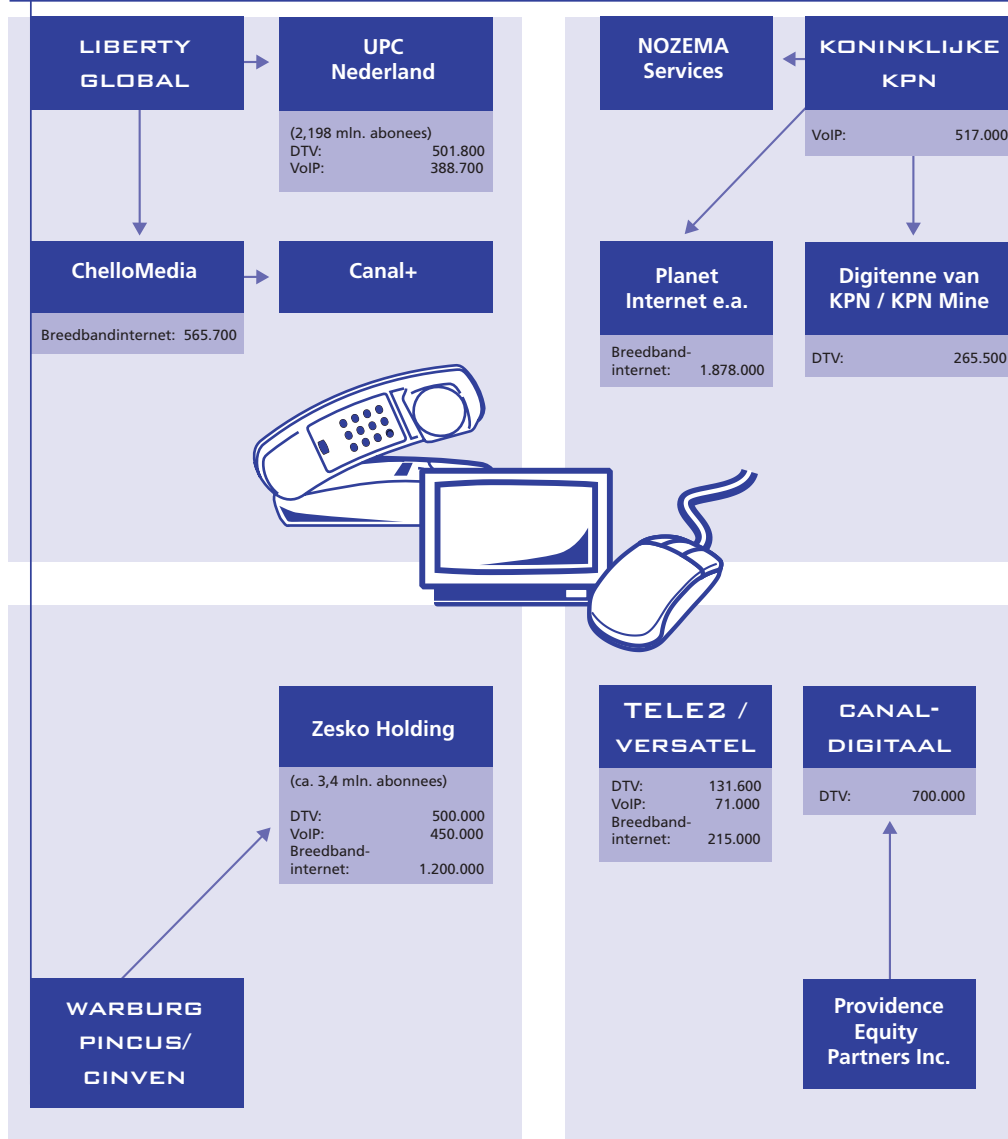 LIBERTY
GLOBAL
UPC
Nederland
(2,198 mln. abonees)
DTV: 501.800
VoIP: 388.700
ChelloMedia
Breedbandinternet: 565.700
Canal+
NOZEMA
Services
KONINKLIJKE
KPN
VoIP: 517.000
Planet
Internet e.a.
Breedband-
internet: 1.878.000
Digitenne van
KPN / KPN Mine
DTV: 265.500
Zesko Holding
(ca. 3,4 mln. abonnees)
DTV: 500.000
VoIP: 450.000
Breedband-
internet: 1.200.000
WARBURG
PINCUS/
CINVEN
TELE2 /
VERSATEL
DTV: 131.600
VoIP: 71.000
Breedband-
internet: 215.000
CANAL-
DIGITAAL
DTV: 700.000
Providence
Equity
Partners Inc.